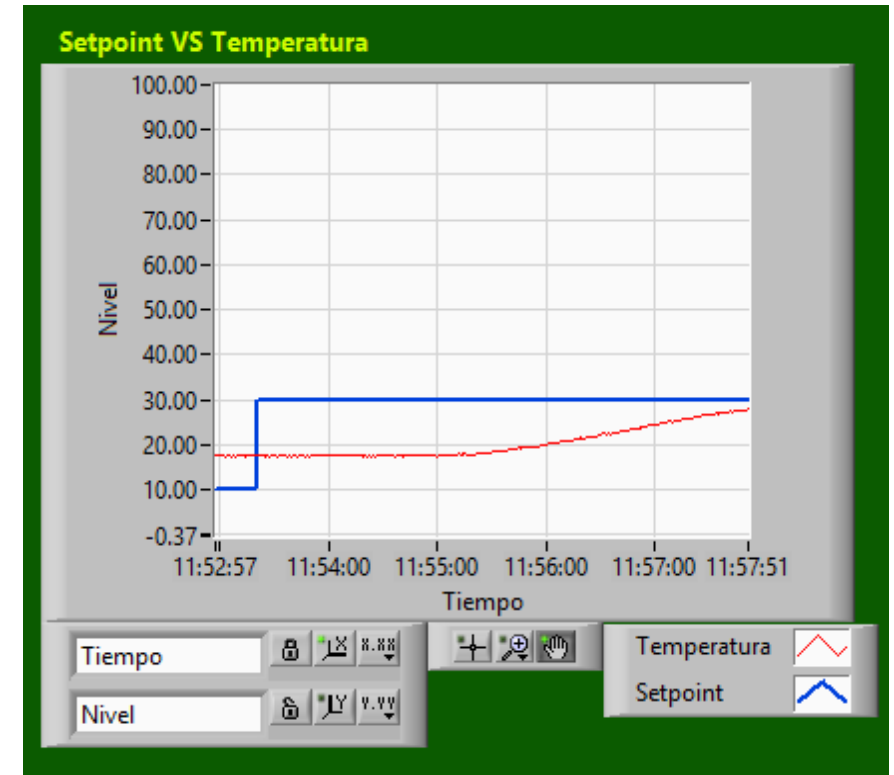 Setpoint VS Temperatura
100.00
90.00
80.00
70.00
60.00
50.00
40.00
30.00
20.00
10.00
-0.37
Nivel
11:52:57 11:54:00 11:55:00 11:56:00 11:57:00 11:57:51
Tiempo
Tiempo
X X.XX
Nivel
Y Y.YY
Temperatura
Setpoint